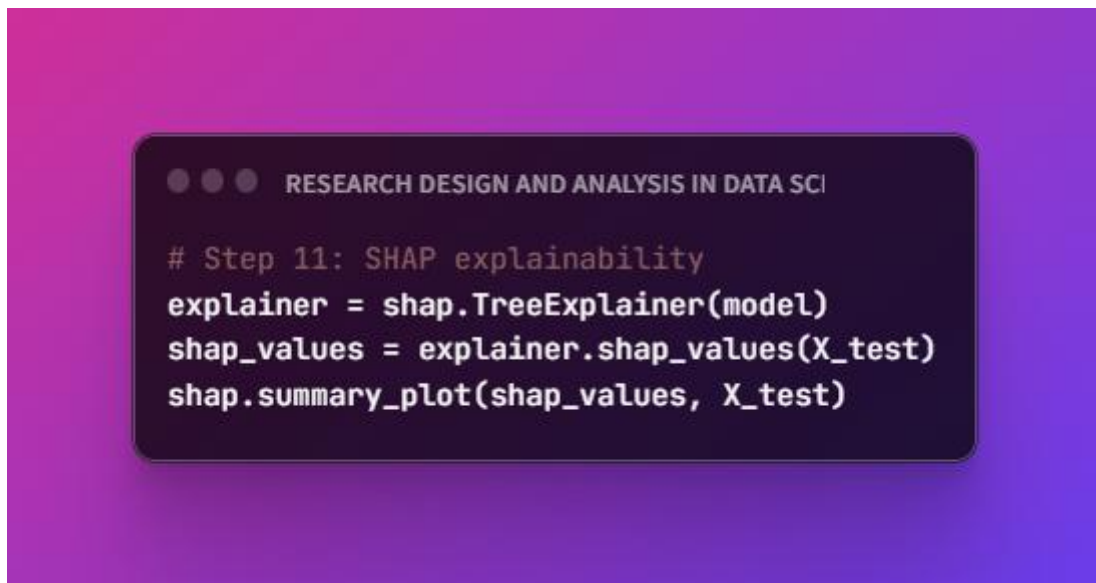 RESEARCH DESIGN AND ANALYSIS IN DATA SCI
# Step 11: SHAP explainability
explainer = shap.TreeExplainer(model)
shap_values = explainer.shap_values(X_test)
shap.summary_plot(shap_values, X_test)